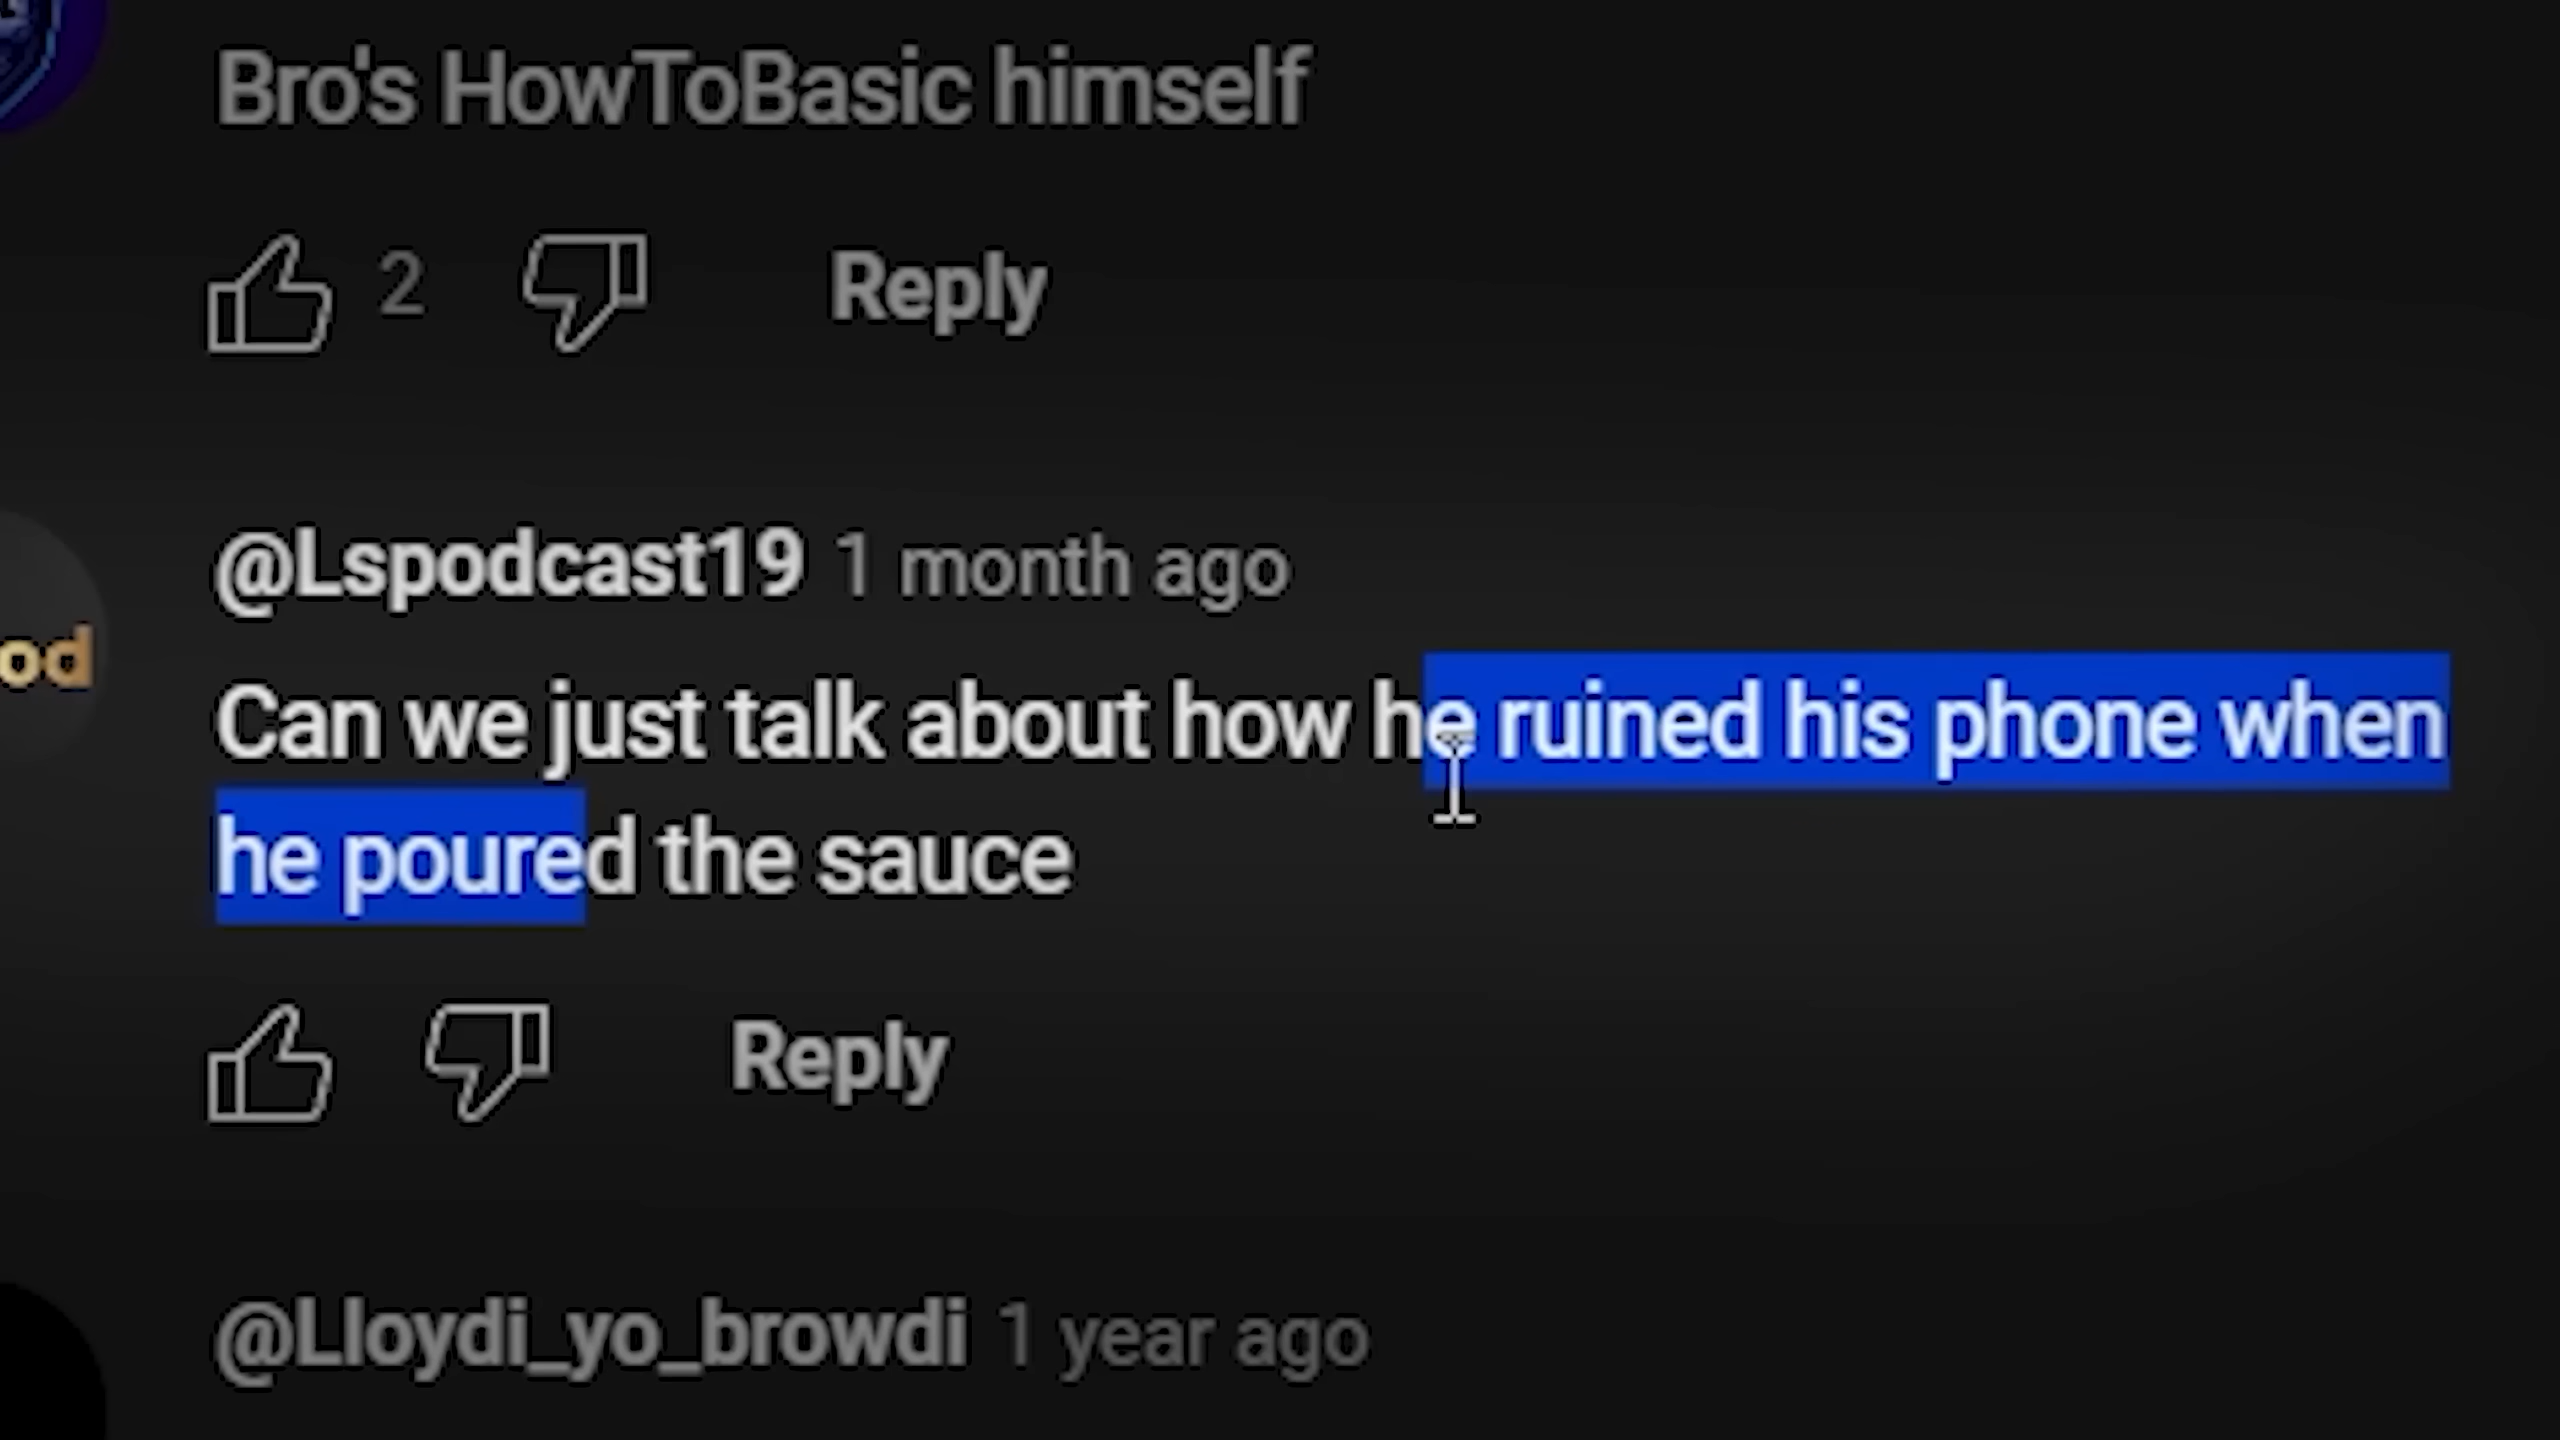 Bro's HowToBasic himself
2 Reply
od
@Lspodcast19 1 month ago
Can we just talk about how he ruined his phone when
he poured the sauce
Reply
@Lloydi_yo_browdi 1 year ago